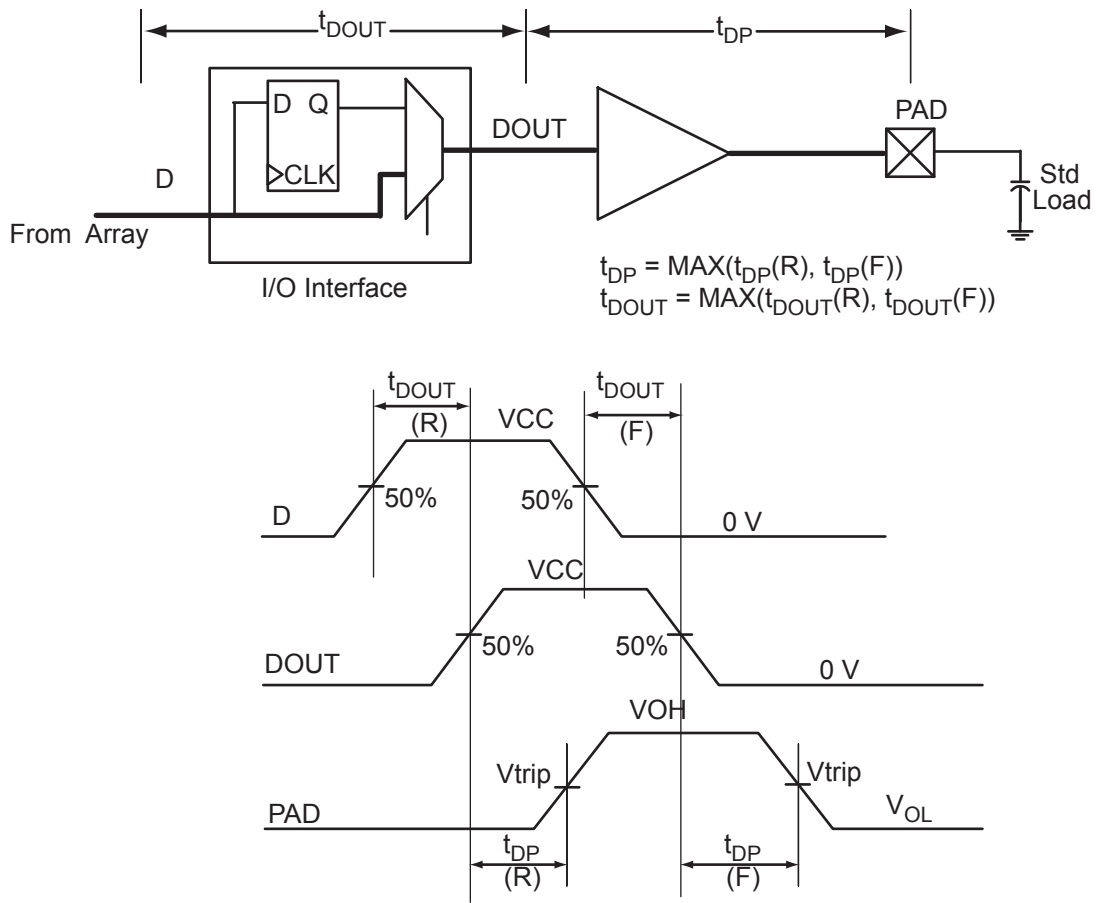 tDOUT
tDP
D Q
CLK
D
From Array
I/O Interface
DOUT
PAD
Std
Load
tDP = MAX(tDP(R), tDP(F))
tDOUT = MAX(tDOUT(R), tDOUT(F))
tDOUT
(R)
VCC
tDOUT
(F)
50%
50%
D
0 V
VCC
50%
50%
DOUT
0 V
VOH
Vtrip
Vtrip
PAD
VOL
tDP
(R)
tDP
(F)